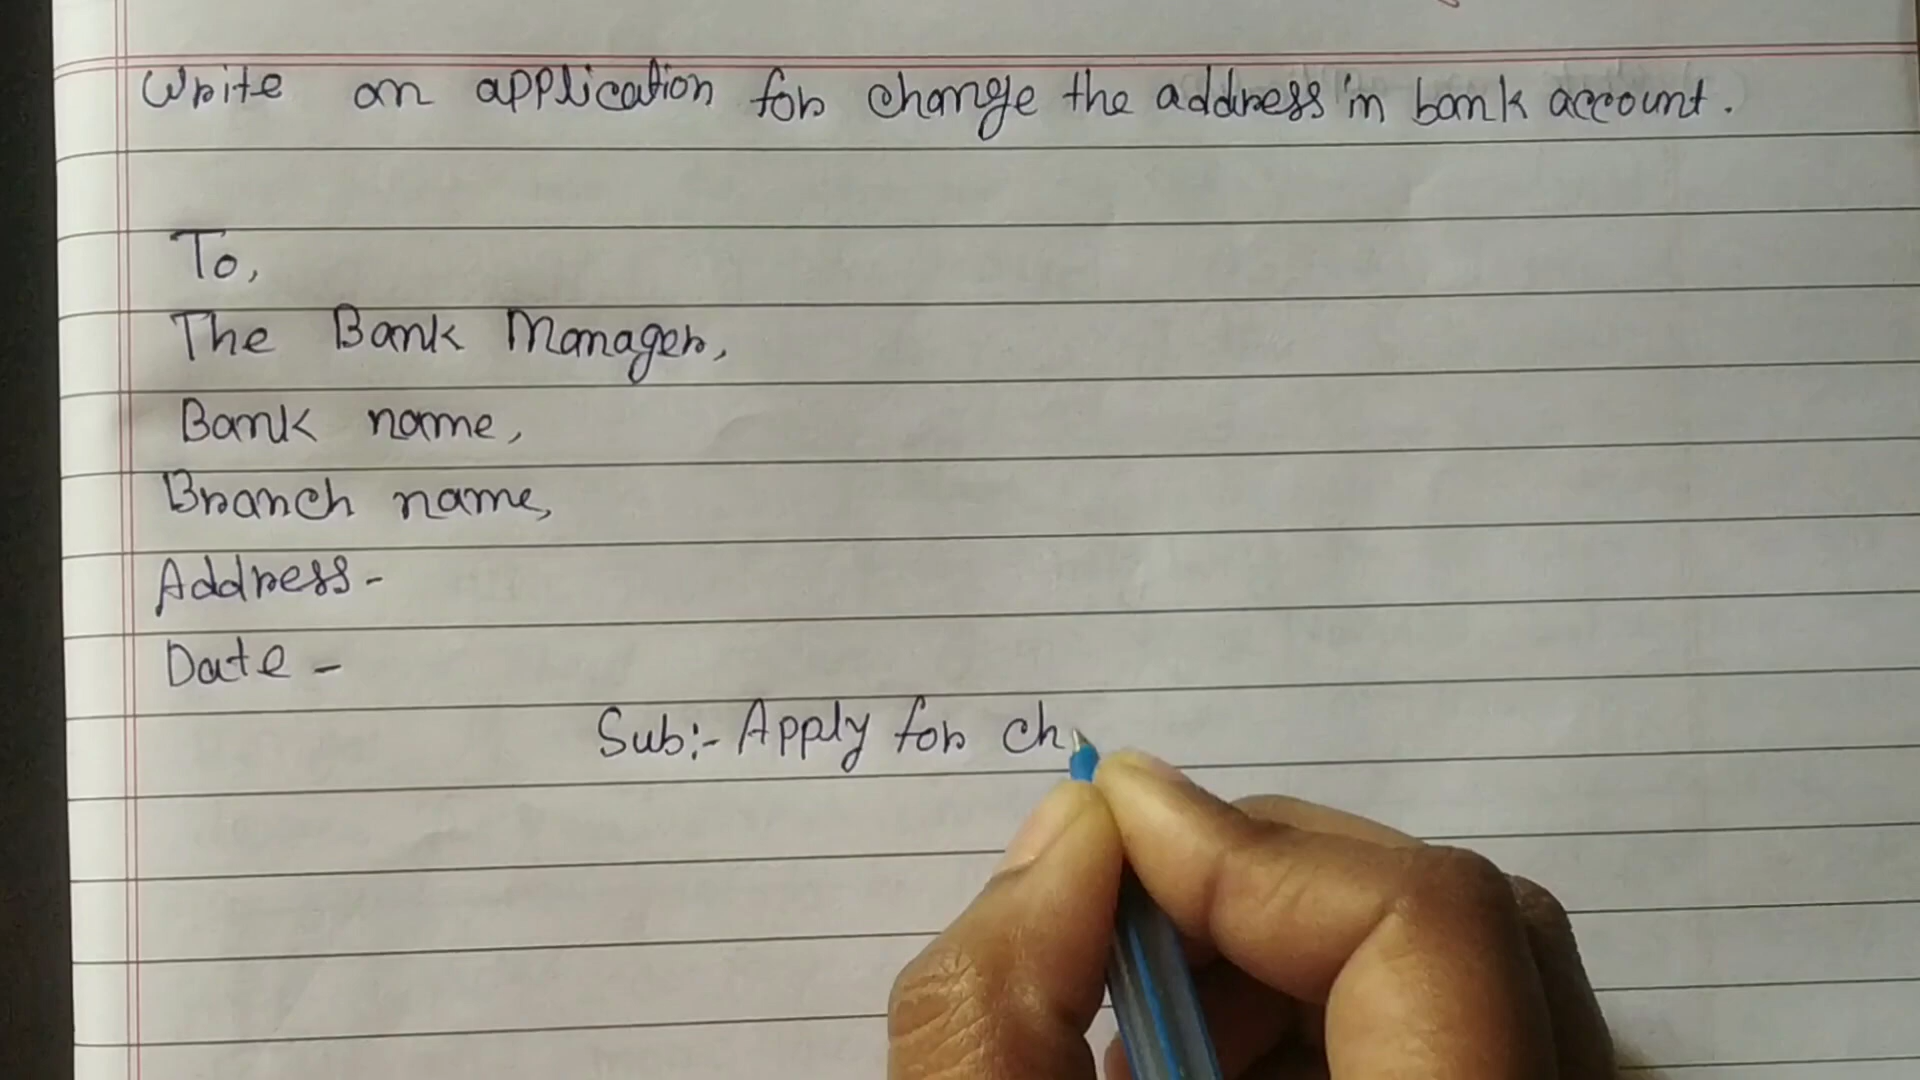 Write an application for change the address in bank account.
To,
The Bank Manager,
Bank name,
Branch name,
Address-
Date -
Sub:- Apply for ch